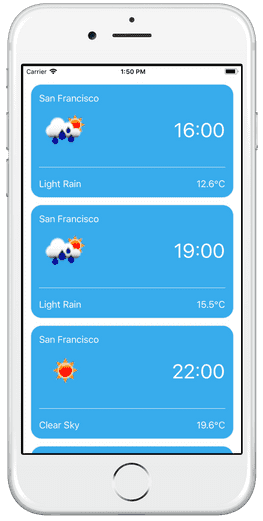 Carrier 1:50 PM
San Francisco
16:00
Light Rain 12.6°C
San Francisco
19:00
Light Rain 15.5°C
San Francisco
22:00
Clear Sky 19.6°C